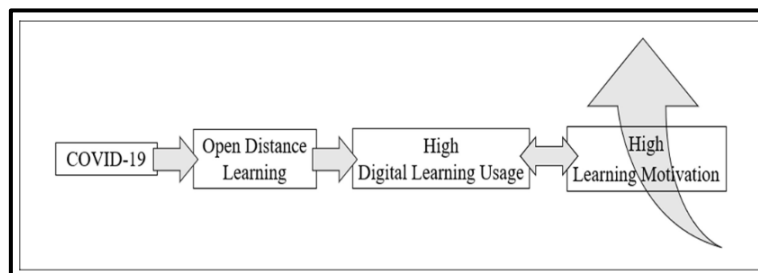 COVID-19
Open Distance
Learning
High
Digital Learning Usage
High
Learning Motivation